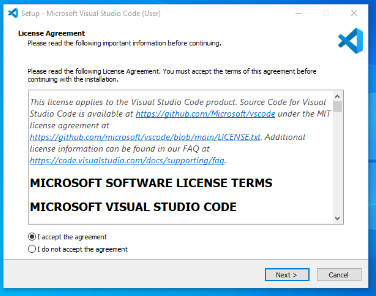 Setup - Microsoft Visual Studio Code (User)
License Agreement
Please read the following important information before continuing.
Please read the following License Agreement. You must accept the terms of this agreement before
continuing with the installation.
This license applies to the Visual Studio Code product. Source Code for Visual
Studio Code is available at https://github.com/Microsoft/vscode under the MIT
license agreement at
https://github.com/microsoft/vscode/blob/main/LICENSE.txt. Additional
license information can be found in our FAQ at
https://code.visualstudio.com/docs/supporting/faq.
MICROSOFT SOFTWARE LICENSE TERMS
MICROSOFT VISUAL STUDIO CODE
I accept the agreement
I do not accept the agreement
Next >
Cancel